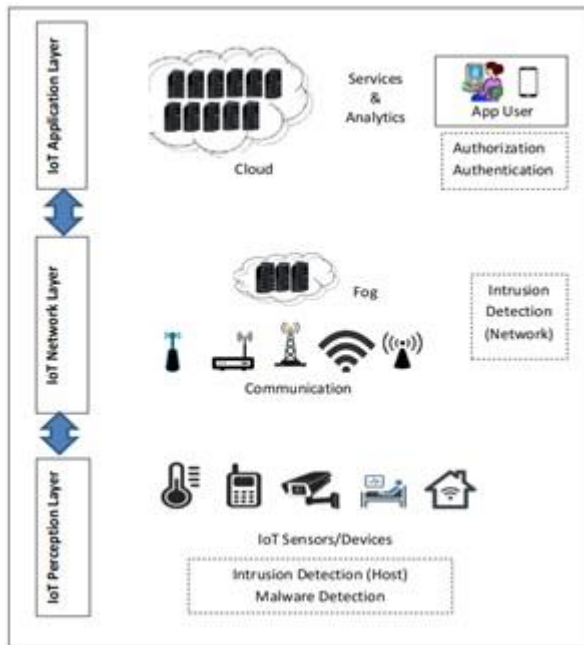 IoT Application Layer
Services
&
Analytics
App User
Cloud
Authorization
Authentication
IoT Network Layer
Fog
Intrusion
Detection
(Network)
Communication
IoT Perception Layer
IoT Sensors/Devices
Intrusion Detection (Host)
Malware Detection